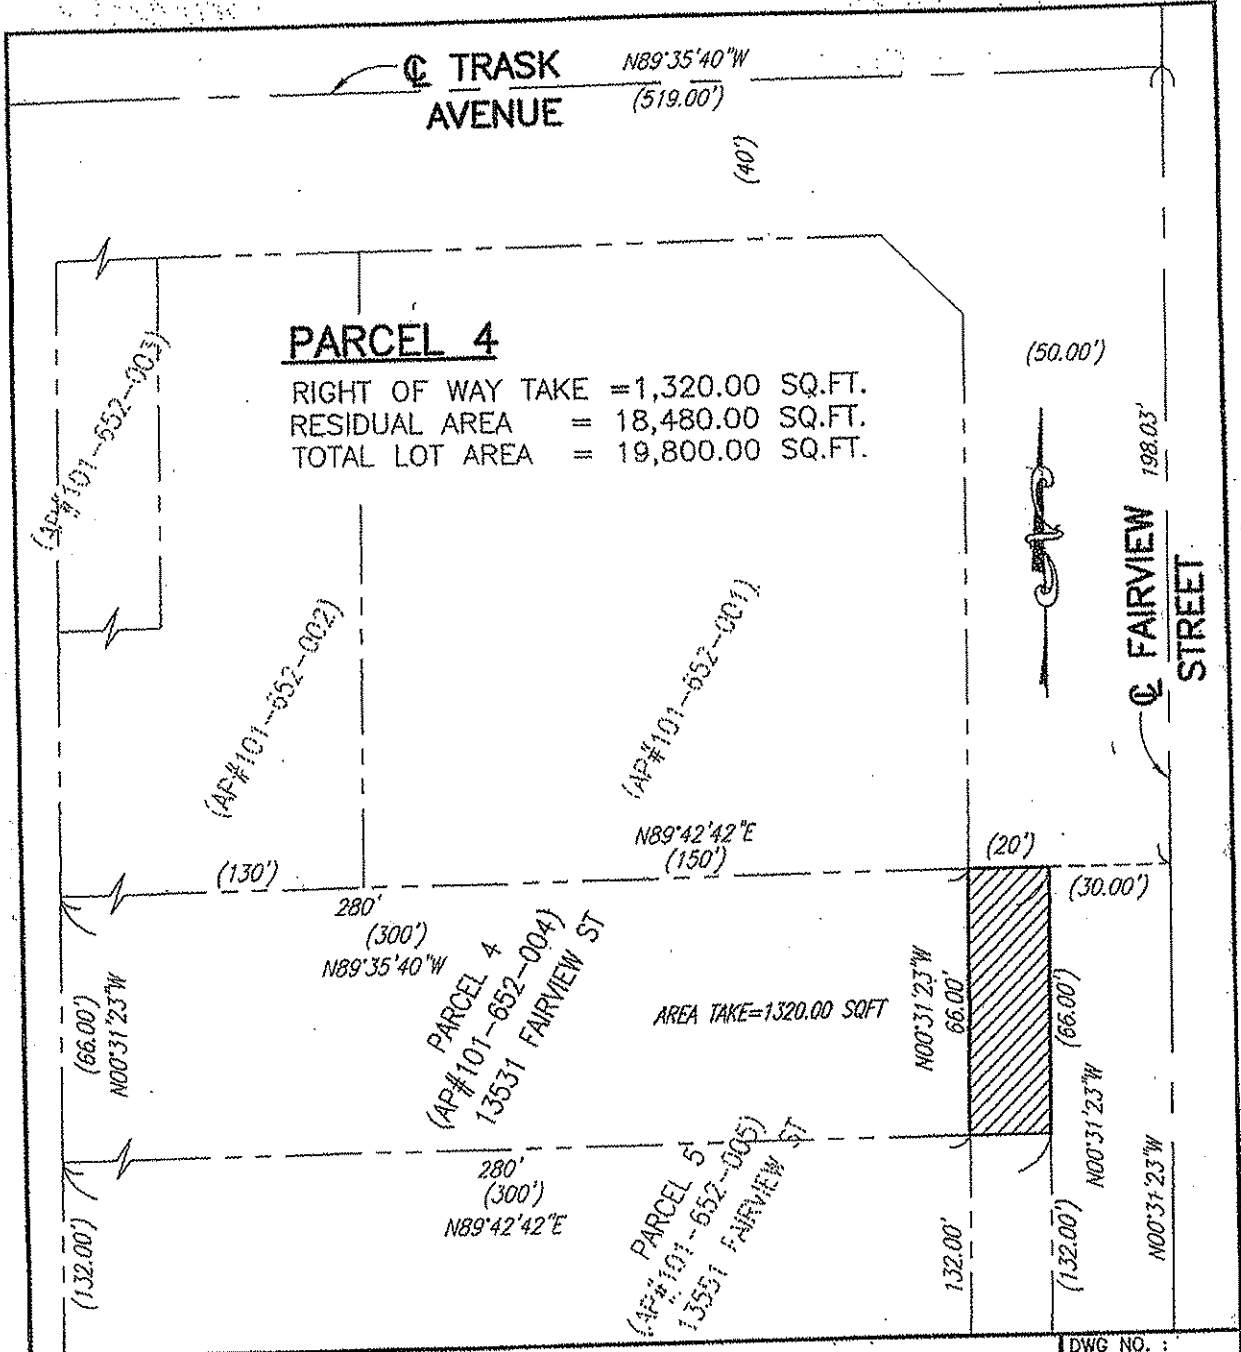 ℄ TRASK
AVENUE
N89°35'40"W
(519.00')
(40')
PARCEL 4
RIGHT OF WAY TAKE =1,320.00 SQ.FT.
RESIDUAL AREA = 18,480.00 SQ.FT.
TOTAL LOT AREA = 19,800.00 SQ.FT.
(AP#101-652-003)
(50.00')
198.03'
℄ FAIRVIEW
STREET
(AP#101-652-002)
(AP#101-652-001)
N89°42'42"E
(150')
(130')
(20')
(30.00')
280'
(300')
N89°35'40"W
PARCEL 4
(AP#101-652-004)
13531 FAIRVIEW ST
AREA TAKE=1320.00 SQFT
(66.00')
N00°31'23"W
N00°31'23"W
66.00'
(66.00')
N00°31'23"W
N00°31'23"W
280'
(300')
N89°42'42"E
PARCEL 5
(AP#101-652-005)
13551 FAIRVIEW ST
(132.00')
132.00'
(132.00')
DWG NO. :